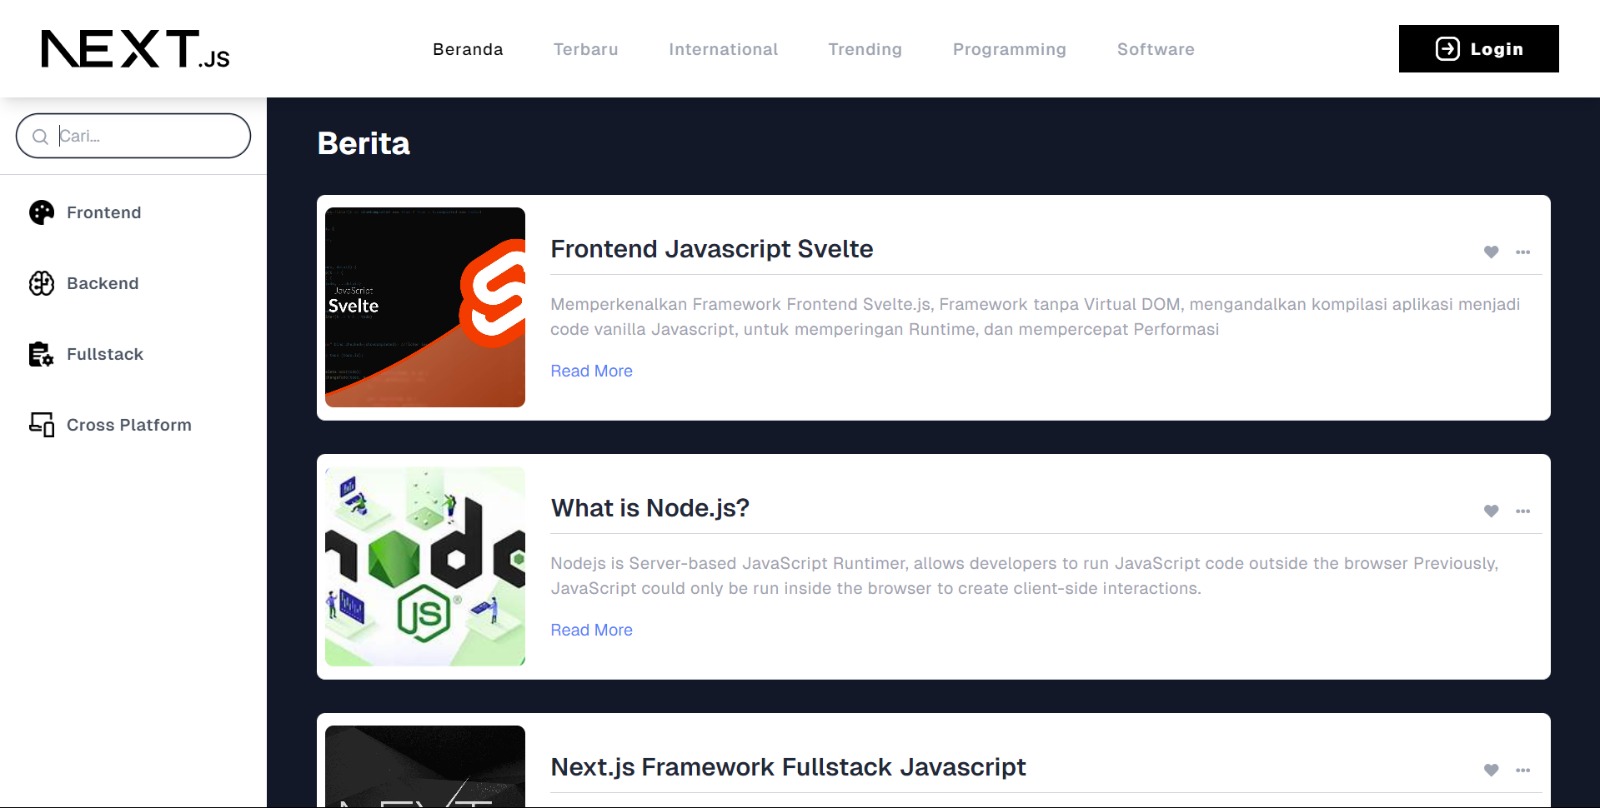 NEXT.JS
Beranda
Terbaru
International
Trending
Programming
Software
Login
Cari...
Frontend
Backend
Fullstack
Cross Platform
Berita
JavaScript
Svelte
Frontend Javascript Svelte
Memperkenalkan Framework Frontend Svelte.js, Framework tanpa Virtual DOM, mengandalkan kompilasi aplikasi menjadi
code vanilla Javascript, untuk memperingan Runtime, dan mempercepat Performasi
Read More
node
JS
®
What is Node.js?
Nodejs is Server-based JavaScript Runtimer, allows developers to run JavaScript code outside the browser Previously,
JavaScript could only be run inside the browser to create client-side interactions.
Read More
NEXT
Next.js Framework Fullstack Javascript